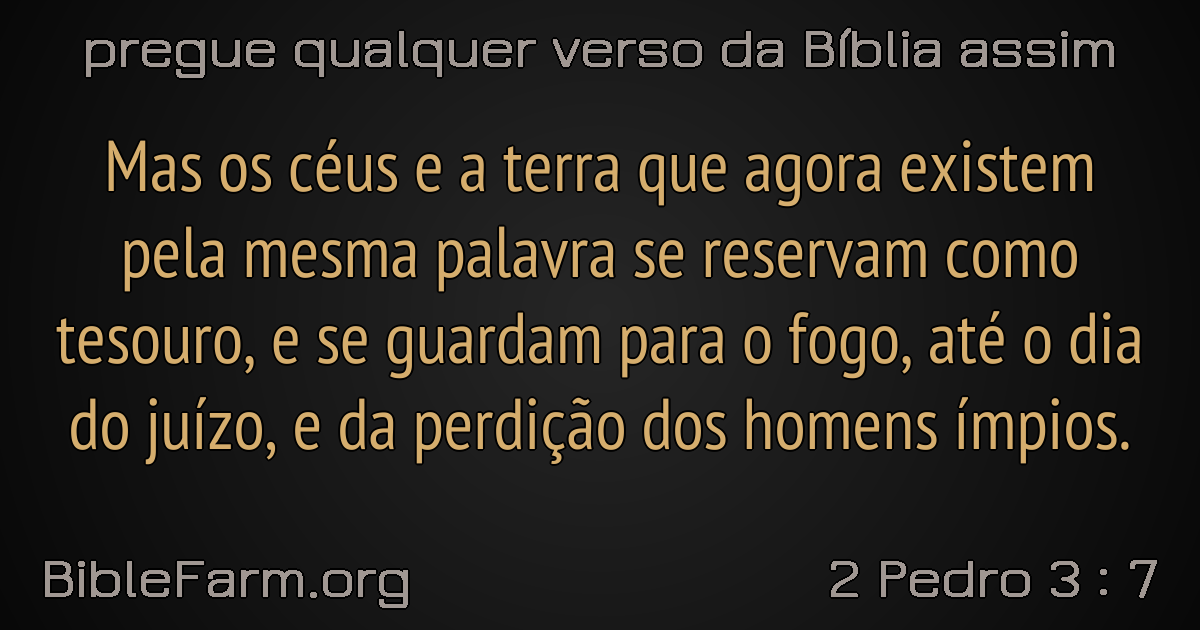 pregue qualquer verso da Bíblia assim
Mas os céus e a terra que agora existem
pela mesma palavra se reservam como
tesouro, e se guardam para o fogo, até o dia
do juízo, e da perdição dos homens ímpios.
BibleFarm.org
2 Pedro 3 : 7